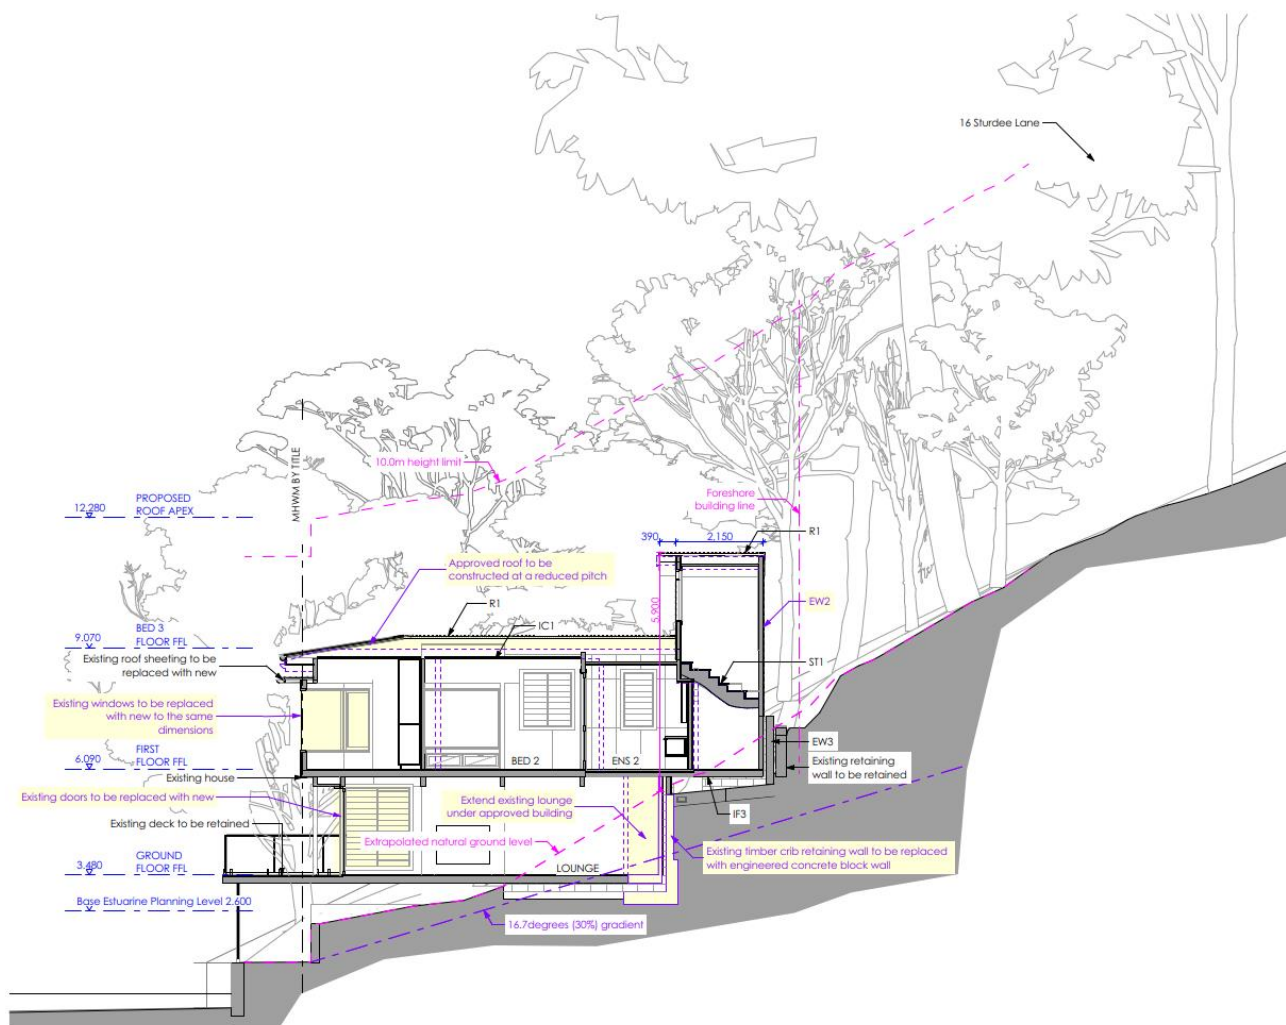 16 Sturdee Lane
MHWM BY TITLE
10.0m height limit
Foreshore
building line
12.280
PROPOSED
ROOF APEX
390
2,150
R1
Approved roof to be
constructed at a reduced pitch
EW2
5,900
R1
IC1
9.070
BED 3
FLOOR FFL
Existing roof sheeting to be
replaced with new
ST1
Existing windows to be replaced
with new to the same
dimensions
6.090
FIRST
FLOOR FFL
BED 2
ENS 2
EW3
Existing retaining
wall to be retained
Existing house
Existing doors to be replaced with new
Extend existing lounge
under approved building
IF3
Existing deck to be retained
Extrapolated natural ground level
Existing timber crib retaining wall to be replaced
with engineered concrete block wall
3.480
GROUND
FLOOR FFL
LOUNGE
Base Estuarine Planning Level 2.600
16.7degrees (30%) gradient